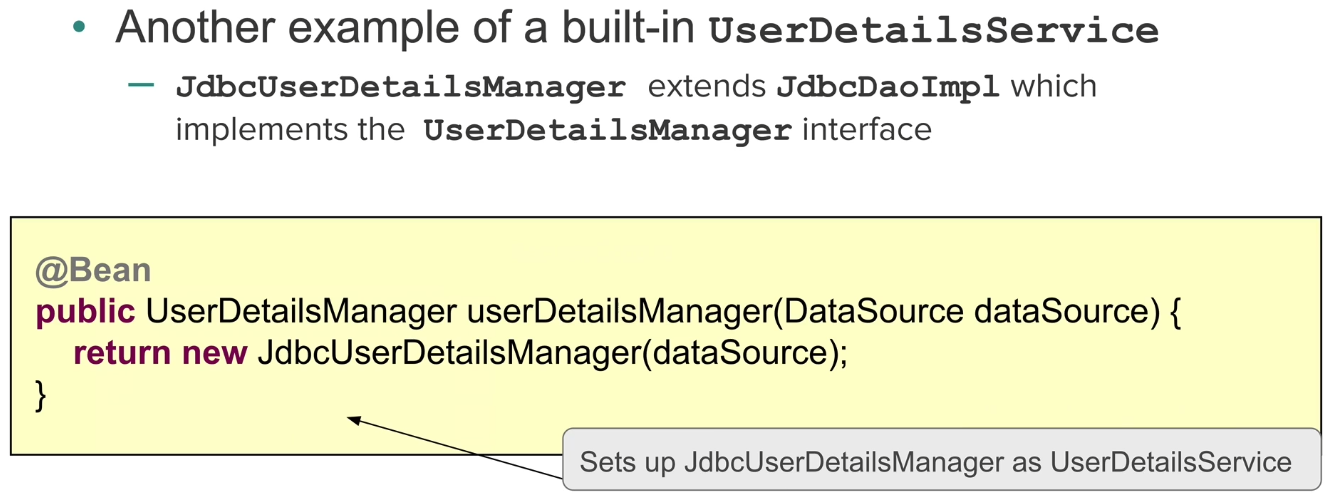 • Another example of a built-in UserDetailsService
– JdbcUserDetailsManager extends JdbcDaoImpl which
implements the UserDetailsManager interface
@Bean
public UserDetailsManager userDetailsManager(DataSource dataSource) {
return new JdbcUserDetailsManager(dataSource);
}
Sets up JdbcUserDetailsManager as UserDetailsService